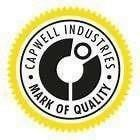 CAPWELL INDUSTRIES
MARK OF QUALITY